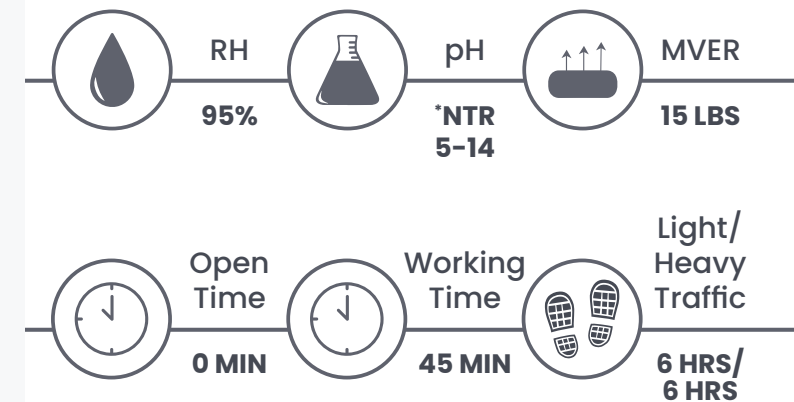 RH
95%
pH
*NTR
5-14
MVER
15 LBS
Open
Time
0 MIN
Working
Time
45 MIN
Light/
Heavy
Traffic
6 HRS/
6 HRS